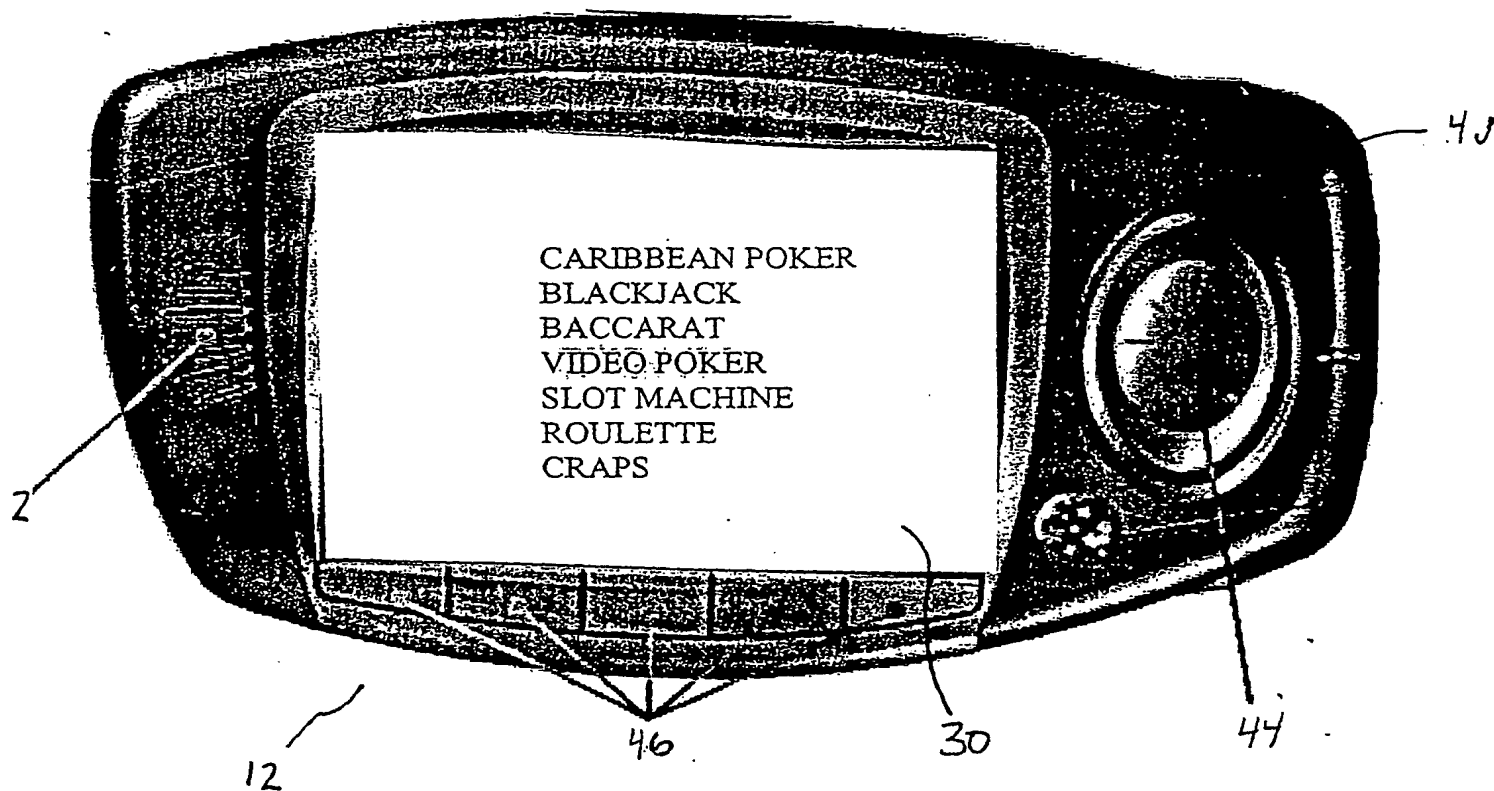 CARIBBEAN POKER
BLACKJACK
BACCARAT
VIDEO POKER
SLOT MACHINE
ROULETTE
CRAPS
2
46
30
44
12